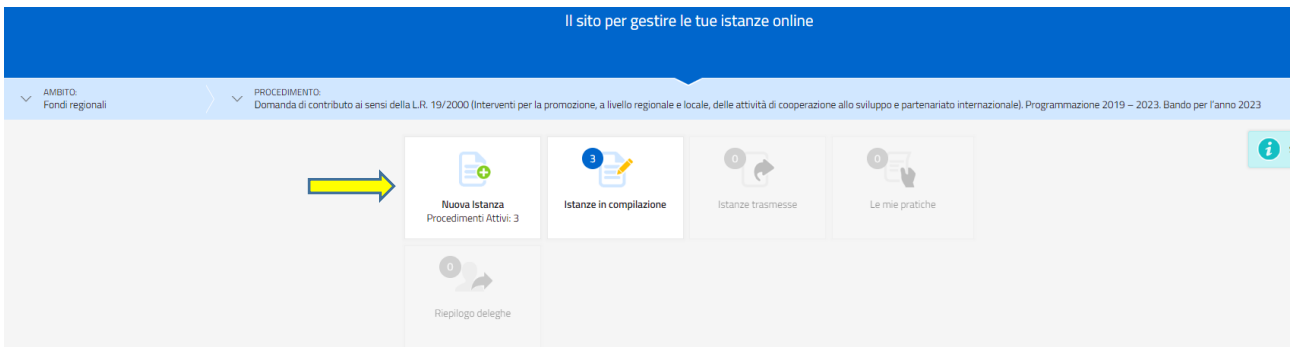 Il sito per gestire le tue istanze online
AMBITO:
Fondi regionali
PROCEDIMENTO:
Domanda di contributo ai sensi della L.R. 19/2000 (Interventi per la promozione, a livello regionale e locale, delle attività di cooperazione allo sviluppo e partenariato internazionale). Programmazione 2019 – 2023. Bando per l'anno 2023
Nuova Istanza
Procedimenti Attivi: 3
3
Istanze in compilazione
0
Istanze trasmesse
0
Le mie pratiche
0
Riepilogo deleghe
i